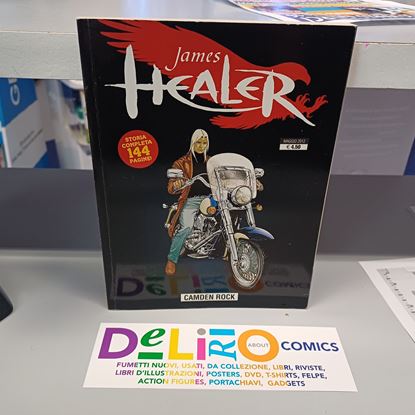 James
HEALER
STORIA
COMPLETA
144
PAGINE!
MAGGIO 2012
€ 4.50
CAMDEN ROCK
DeLiRiO ABOUT COMICS
FUMETTI NUOVI, USATI, DA COLLEZIONE, LIBRI, RIVISTE,
LIBRI D'ILLUSTRAZIONI, POSTERS, DVD, T-SHIRTS, FELPE,
ACTION FIGURES, PORTACHIAVI, GADGETS